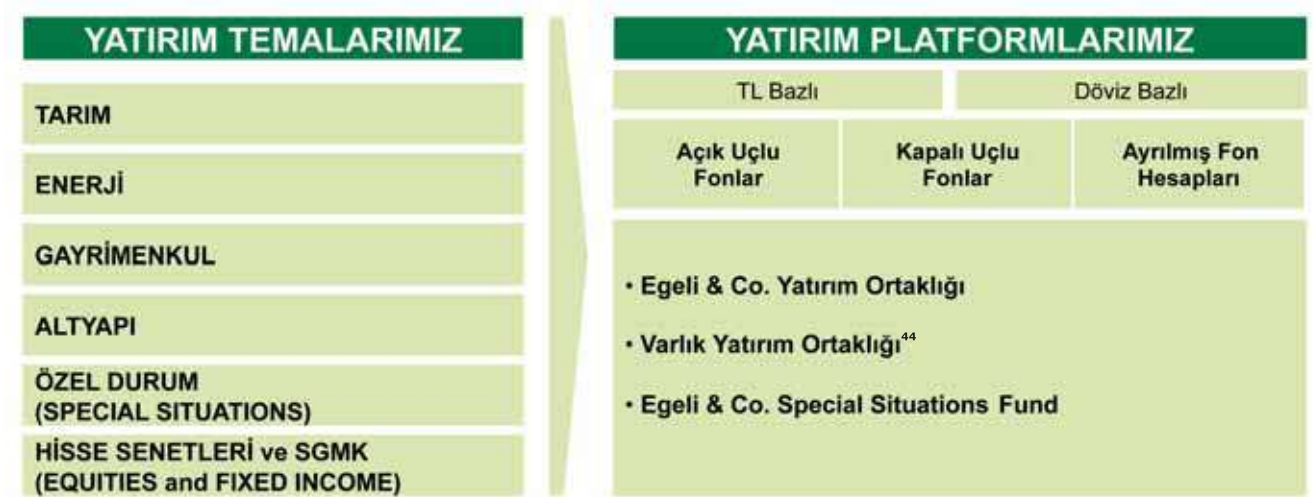 YATIRIM TEMALARIMIZ
TARIM
ENERJİ
GAYRİMENKUL
ALTYAPI
ÖZEL DURUM
(SPECIAL SITUATIONS)
HİSSE SENETLERİ ve SGMK
(EQUITIES and FIXED INCOME)
YATIRIM PLATFORMLARIMIZ
TL Bazlı
Döviz Bazlı
Açık Uçlu
Fonlar
Kapalı Uçlu
Fonlar
Ayrılmış Fon
Hesapları
• Egeli & Co. Yatırım Ortaklığı
• Varlık Yatırım Ortaklığı⁴⁴
• Egeli & Co. Special Situations Fund